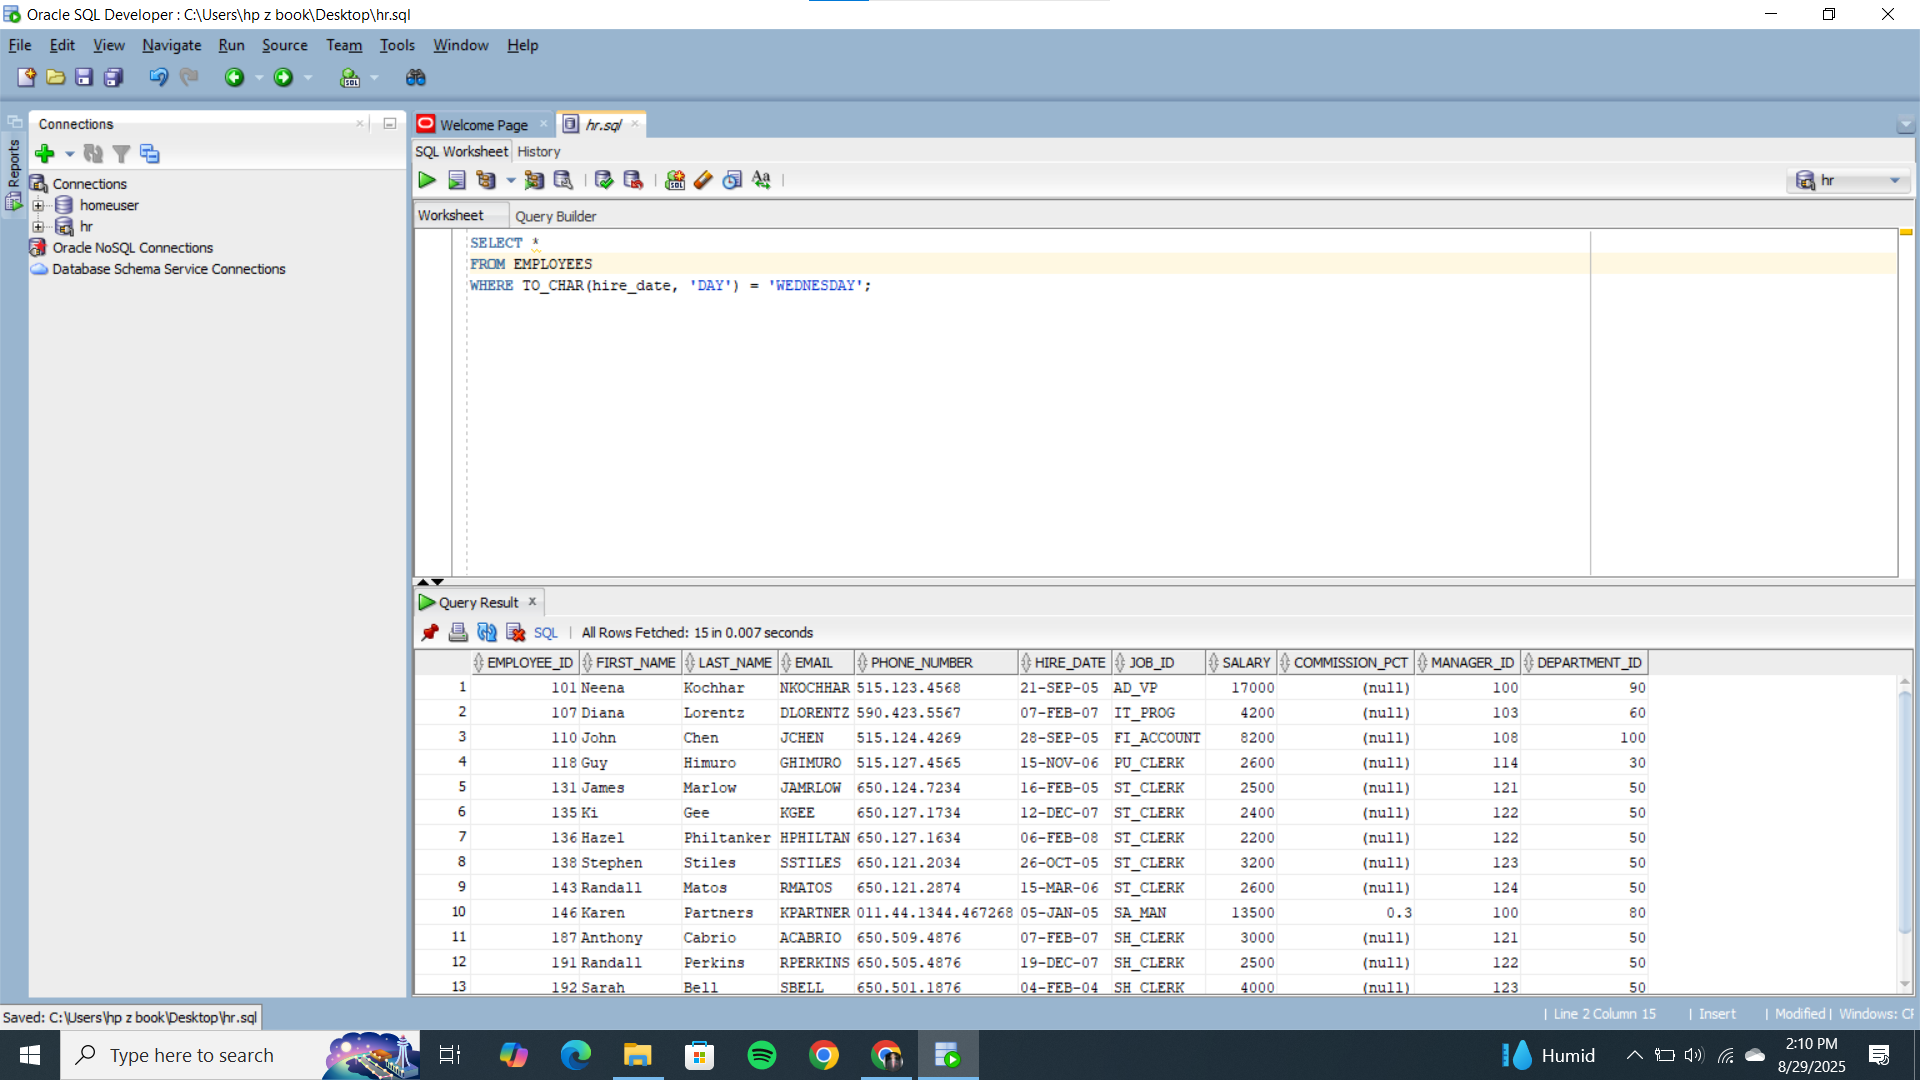 Oracle SQL Developer : C:\Users\hp z book\Desktop\hr.sql
File Edit View Navigate Run Source Team Tools Window Help
Reports
Connections
Connections
homeuser
hr
Oracle NoSQL Connections
Database Schema Service Connections
Welcome Page hr.sql
SQL Worksheet History
hr
Worksheet Query Builder
SELECT *
FROM EMPLOYEES
WHERE TO_CHAR(hire_date, 'DAY') = 'WEDNESDAY';
Query Result
SQL | All Rows Fetched: 15 in 0.007 seconds
EMPLOYEE_ID FIRST_NAME LAST_NAME EMAIL PHONE_NUMBER HIRE_DATE JOB_ID SALARY COMMISSION_PCT MANAGER_ID DEPARTMENT_ID
1 101 Neena Kochhar NKOCHHAR 515.123.4568 21-SEP-05 AD_VP 17000 (null) 100 90
2 107 Diana Lorentz DLORENTZ 590.423.5567 07-FEB-07 IT_PROG 4200 (null) 103 60
3 110 John Chen JCHEN 515.124.4269 28-SEP-05 FI_ACCOUNT 8200 (null) 108 100
4 118 Guy Himuro GHIMURO 515.127.4565 15-NOV-06 PU_CLERK 2600 (null) 114 30
5 131 James Marlow JAMRLOW 650.124.7234 16-FEB-05 ST_CLERK 2500 (null) 121 50
6 135 Ki Gee KGEE 650.127.1734 12-DEC-07 ST_CLERK 2400 (null) 122 50
7 136 Hazel Philtanker HPHILTAN 650.127.1634 06-FEB-08 ST_CLERK 2200 (null) 122 50
8 138 Stephen Stiles SSTILES 650.121.2034 26-OCT-05 ST_CLERK 3200 (null) 123 50
9 143 Randall Matos RMATOS 650.121.2874 15-MAR-06 ST_CLERK 2600 (null) 124 50
10 146 Karen Partners KPARTNER 011.44.1344.467268 05-JAN-05 SA_MAN 13500 0.3 100 80
11 187 Anthony Cabrio ACABRIO 650.509.4876 07-FEB-07 SH_CLERK 3000 (null) 121 50
12 191 Randall Perkins RPERKINS 650.505.4876 19-DEC-07 SH_CLERK 2500 (null) 122 50
13 192 Sarah Bell SBELL 650.501.1876 04-FEB-04 SH_CLERK 4000 (null) 123 50
Saved: C:\Users\hp z book\Desktop\hr.sql
| Line 2 Column 15 | Insert | Modified | Windows: CF
Type here to search
Humid
2:10 PM
8/29/2025